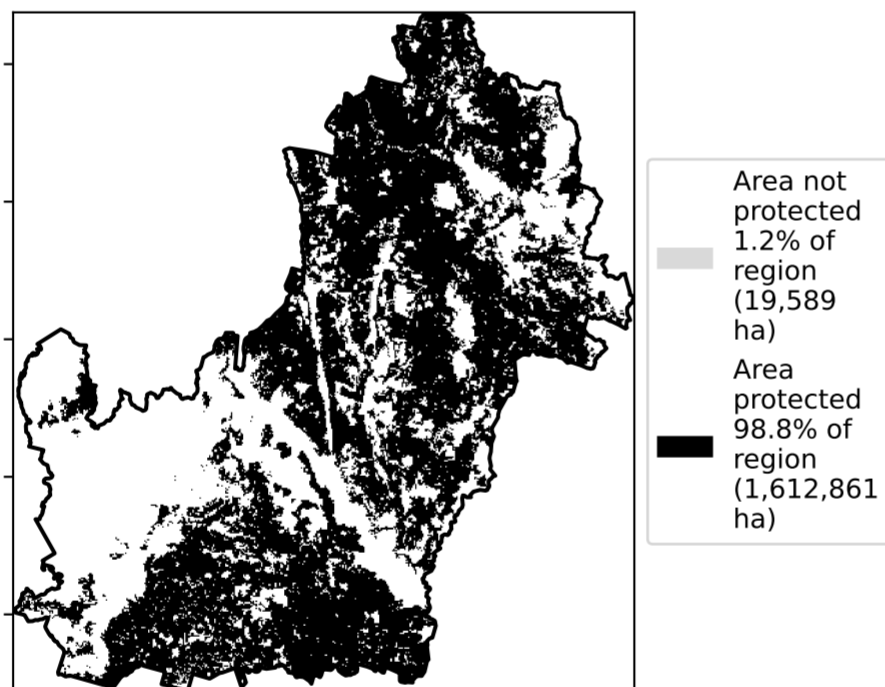 Area not
protected
1.2% of
region
(19,589
ha)
Area
protected
98.8% of
region
(1,612,861
ha)